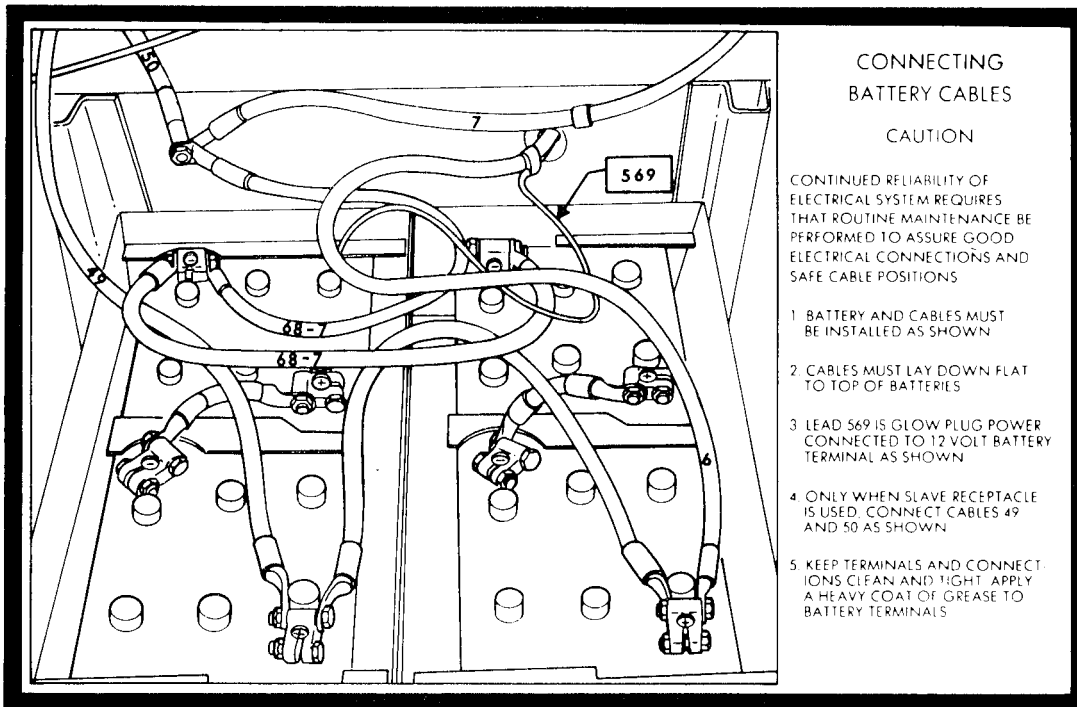 50
7
569
49
68-7
68-7
6
CONNECTING
BATTERY CABLES
CAUTION
CONTINUED RELIABILITY OF
ELECTRICAL SYSTEM REQUIRES
THAT ROUTINE MAINTENANCE BE
PERFORMED TO ASSURE GOOD
ELECTRICAL CONNECTIONS AND
SAFE CABLE POSITIONS
1 BATTERY AND CABLES MUST
BE INSTALLED AS SHOWN
2. CABLES MUST LAY DOWN FLAT
TO TOP OF BATTERIES
3 LEAD 569 IS GLOW PLUG POWER
CONNECTED TO 12 VOLT BATTERY
TERMINAL AS SHOWN
4. ONLY WHEN SLAVE RECEPTACLE
IS USED, CONNECT CABLES 49
AND 50 AS SHOWN
5. KEEP TERMINALS AND CONNECT-
IONS CLEAN AND TIGHT APPLY
A HEAVY COAT OF GREASE TO
BATTERY TERMINALS